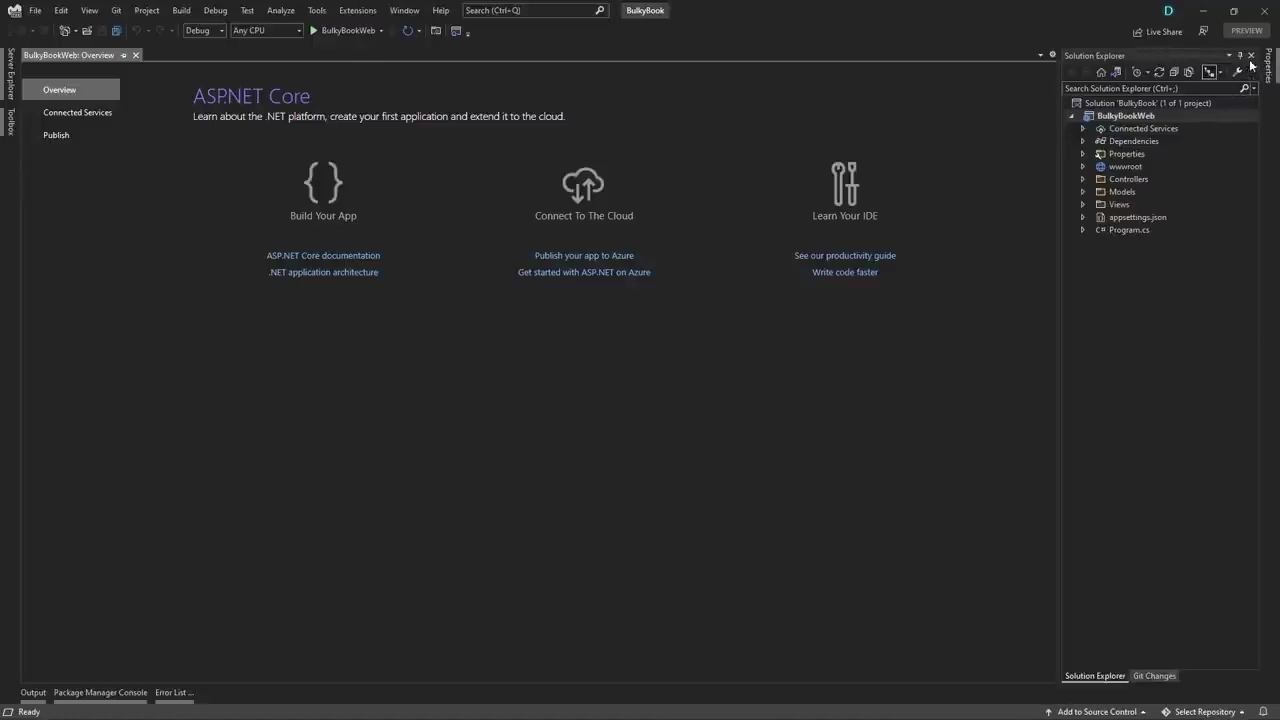 File Edit View Git Project Build Debug Test Analyze Tools Extensions Window Help Search (Ctrl+Q) BulkyBook D
Debug Any CPU BulkyBookWeb Live Share PREVIEW
Server Explorer
Toolbox
BulkyBookWeb: Overview
Overview
Connected Services
Publish
ASP.NET Core
Learn about the .NET platform, create your first application and extend it to the cloud.
Build Your App
ASP.NET Core documentation
.NET application architecture
Connect To The Cloud
Publish your app to Azure
Get started with ASP.NET on Azure
Learn Your IDE
See our productivity guide
Write code faster
Solution Explorer
Search Solution Explorer (Ctrl+;)
Solution 'BulkyBook' (1 of 1 project)
BulkyBookWeb
Connected Services
Dependencies
Properties
wwwroot
Controllers
Models
Views
appsettings.json
C# Program.cs
Properties
Solution Explorer Git Changes
Output Package Manager Console Error List ...
Ready Add to Source Control Select Repository